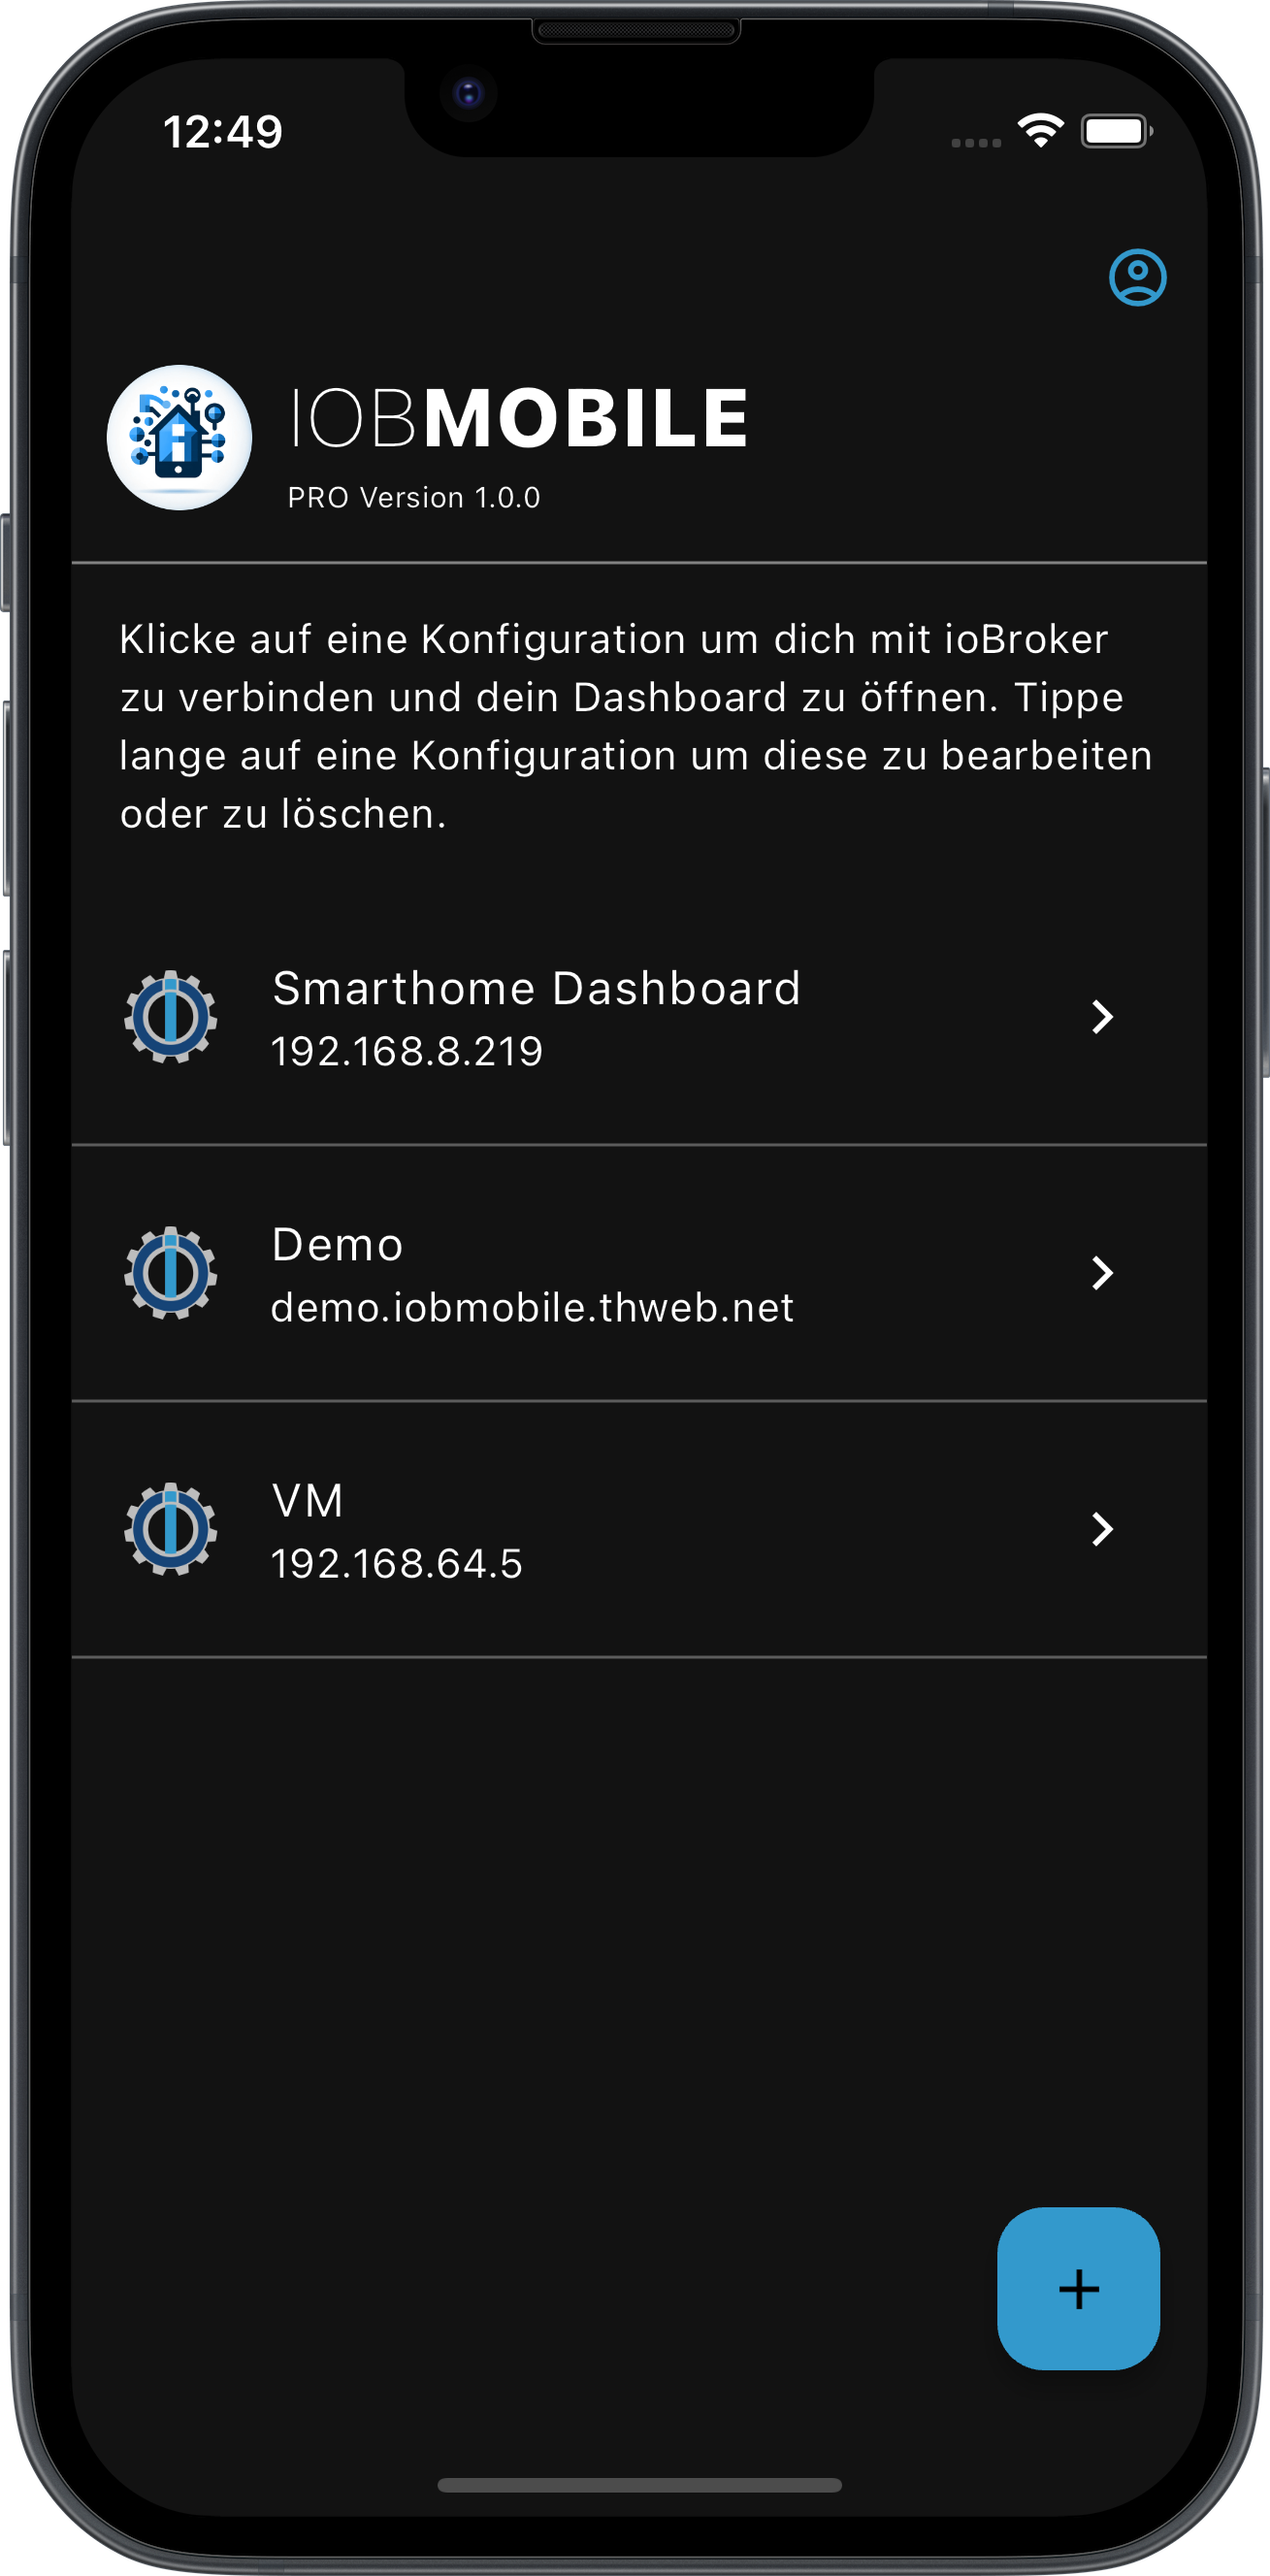 12:49
IOBMOBILE
PRO Version 1.0.0
Klicke auf eine Konfiguration um dich mit ioBroker
zu verbinden und dein Dashboard zu öffnen. Tippe
lange auf eine Konfiguration um diese zu bearbeiten
oder zu löschen.
Smarthome Dashboard
192.168.8.219
Demo
demo.iobmobile.thweb.net
VM
192.168.64.5